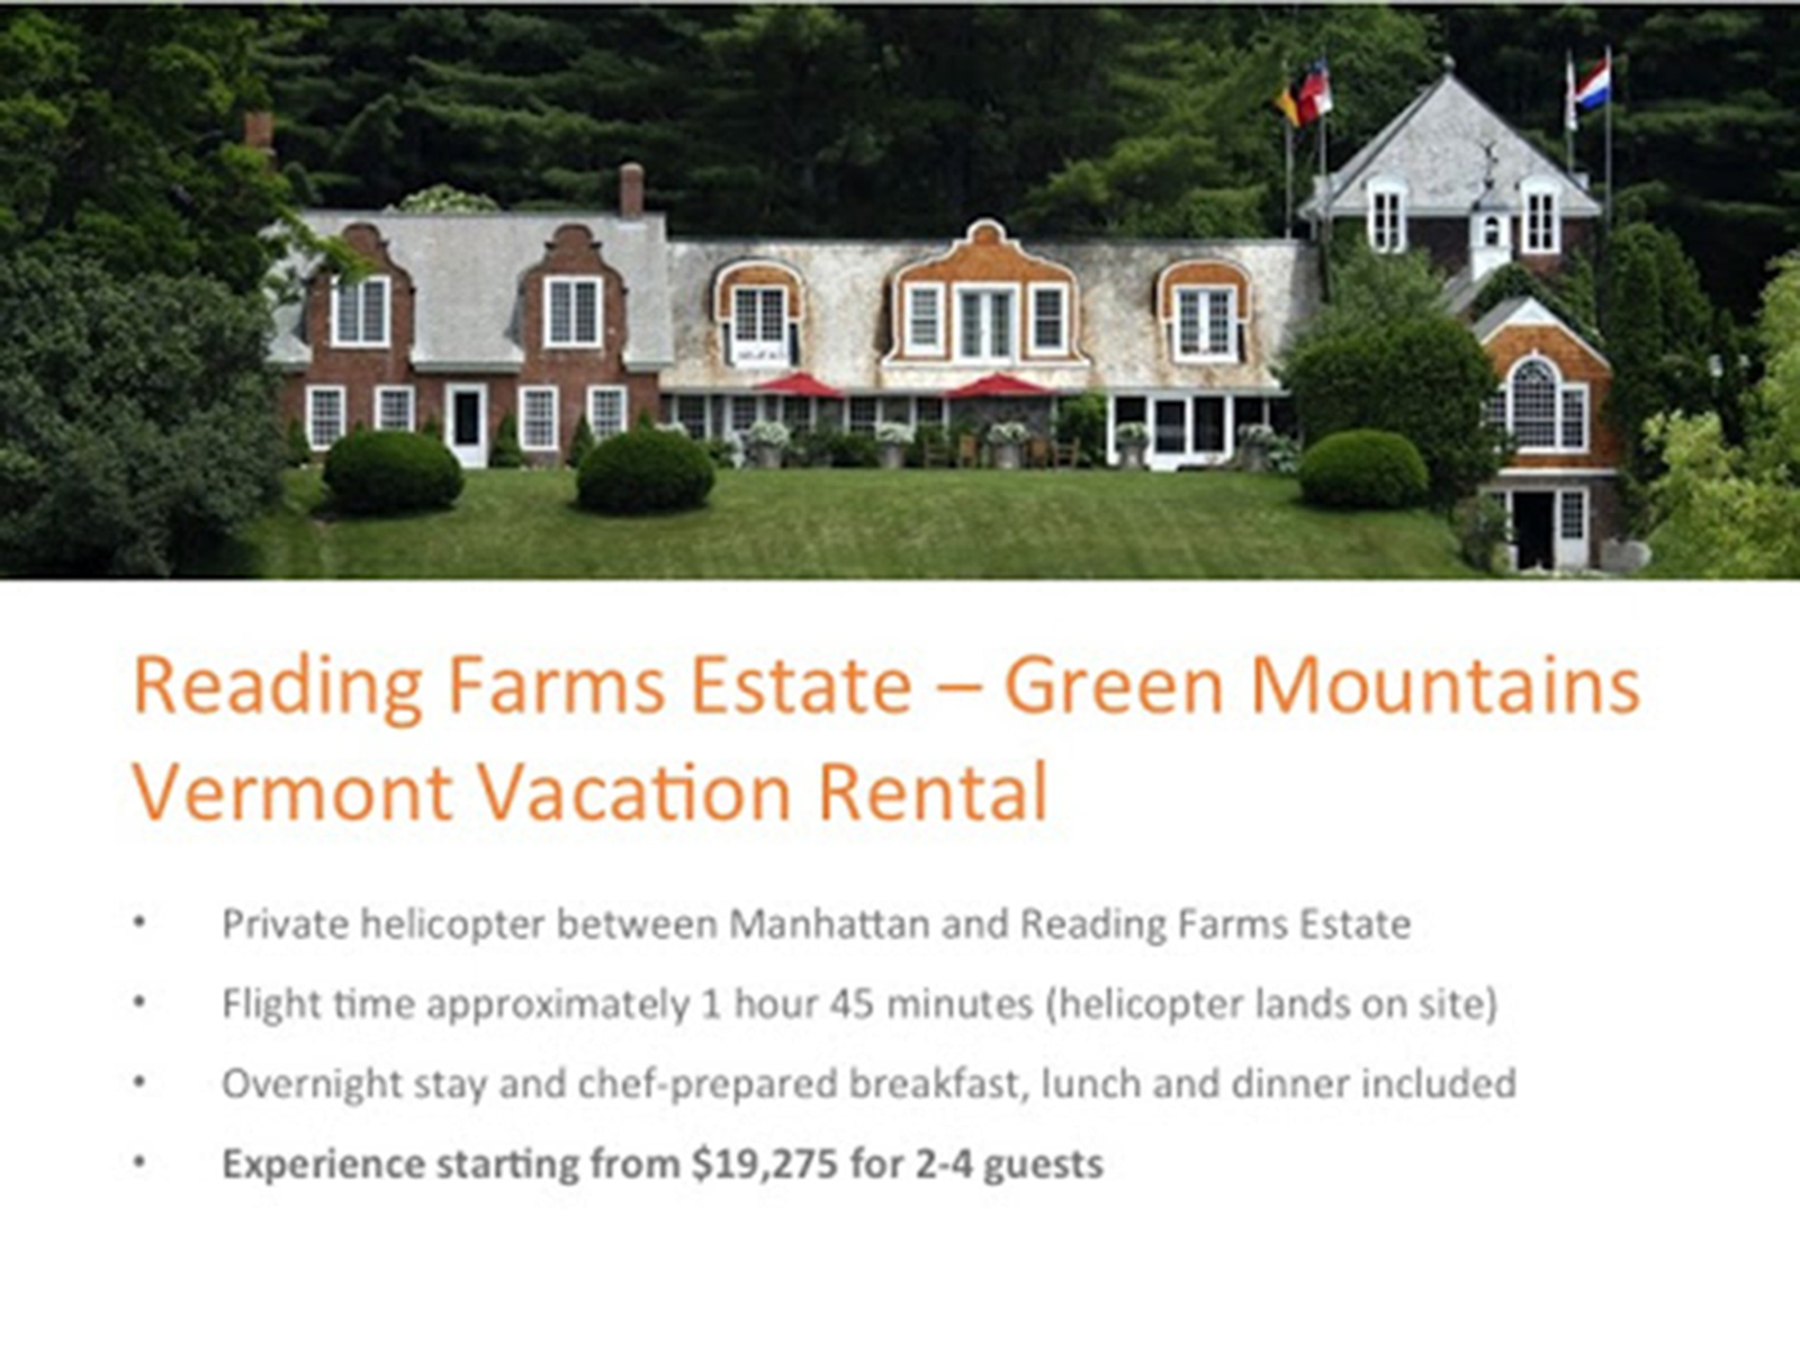 Reading Farms Estate – Green Mountains
Vermont Vacation Rental
• Private helicopter between Manhattan and Reading Farms Estate
• Flight time approximately 1 hour 45 minutes (helicopter lands on site)
• Overnight stay and chef-prepared breakfast, lunch and dinner included
• Experience starting from $19,275 for 2-4 guests